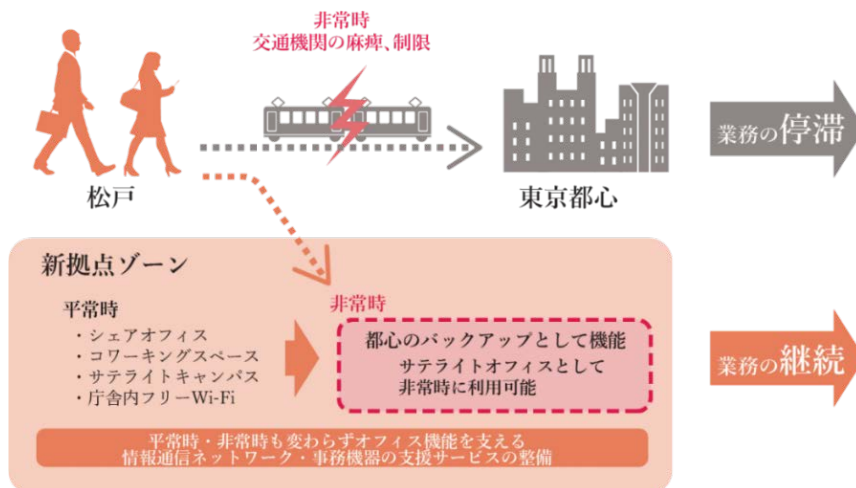 非常時
交通機関の麻痺、制限
松戸
東京都心
業務の停滞
新拠点ゾーン
平常時
・シェアオフィス
・コワーキングスペース
・サテライトキャンパス
・庁舎内フリーWi-Fi
非常時
都心のバックアップとして機能
サテライトオフィスとして
非常時に利用可能
業務の継続
平常時・非常時も変わらずオフィス機能を支える
情報通信ネットワーク・事務機器の支援サービスの整備